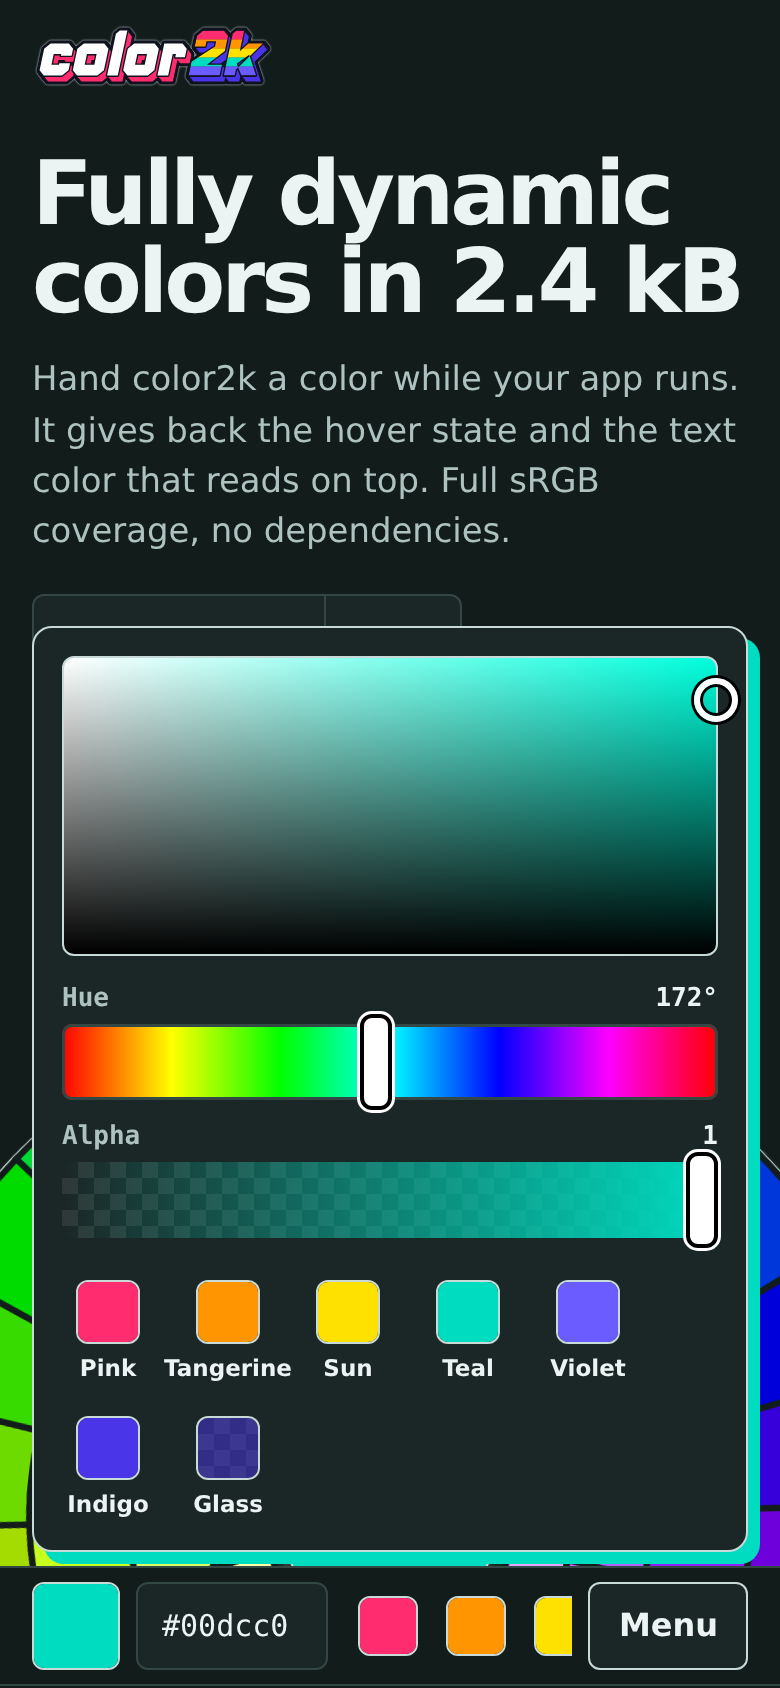 color2k
Fully dynamic
colors in 2.4 kB
Hand color2k a color while your app runs.
It gives back the hover state and the text
color that reads on top. Full sRGB
coverage, no dependencies.
Hue 172°
Alpha 1
Pink Tangerine Sun Teal Violet
Indigo Glass
#00dcc0 Menu